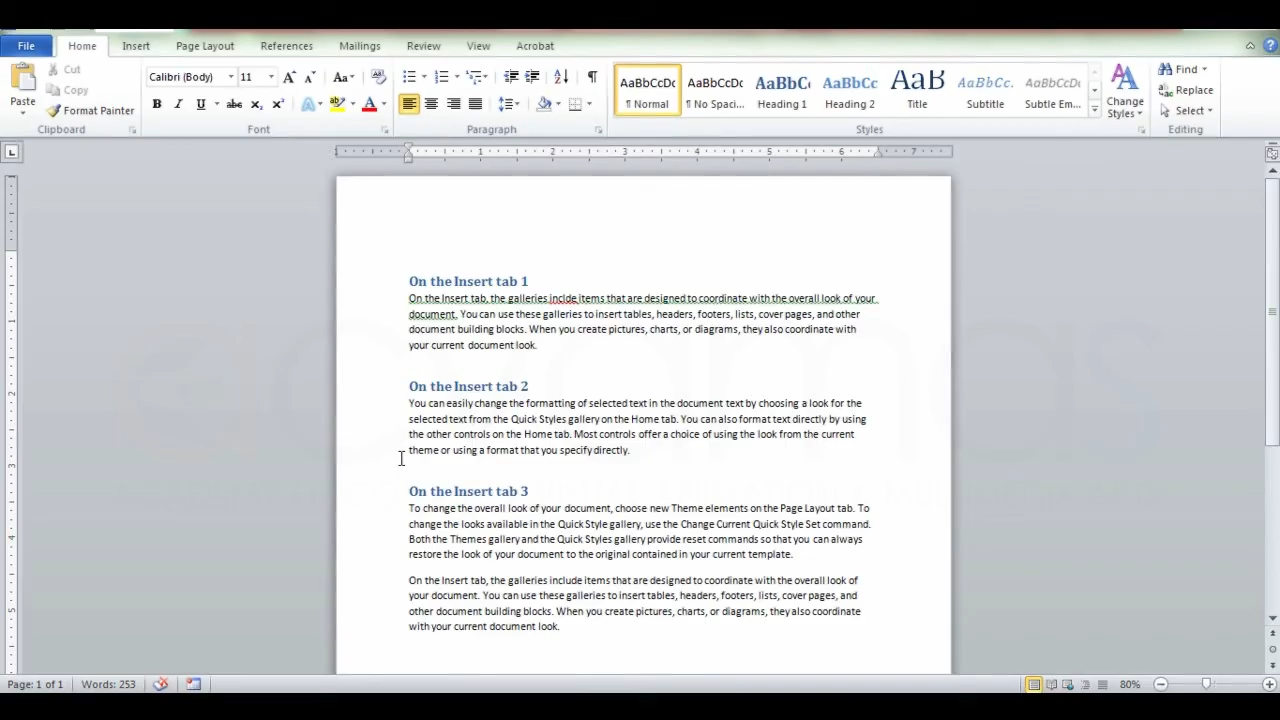 File Home Insert Page Layout References Mailings Review View Acrobat
Cut
Copy
Format Painter
Paste
Clipboard
Calibri (Body) 11
Font
Paragraph
AaBbCcDc AaBbCcDc AaBbC AaBbCc AaB AaBbCc. AaBbCcDc
¶ Normal ¶ No Spaci... Heading 1 Heading 2 Title Subtitle Subtle Em...
Change Styles
Styles
Find
Replace
Select
Editing
1 1 2 3 4 5 6 7
On the Insert tab 1
On the Insert tab, the galleries inclde items that are designed to coordinate with the overall look of your
document. You can use these galleries to insert tables, headers, footers, lists, cover pages, and other
document building blocks. When you create pictures, charts, or diagrams, they also coordinate with
your current document look.
On the Insert tab 2
You can easily change the formatting of selected text in the document text by choosing a look for the
selected text from the Quick Styles gallery on the Home tab. You can also format text directly by using
the other controls on the Home tab. Most controls offer a choice of using the look from the current
theme or using a format that you specify directly.
On the Insert tab 3
To change the overall look of your document, choose new Theme elements on the Page Layout tab. To
change the looks available in the Quick Style gallery, use the Change Current Quick Style Set command.
Both the Themes gallery and the Quick Styles gallery provide reset commands so that you can always
restore the look of your document to the original contained in your current template.
On the Insert tab, the galleries include items that are designed to coordinate with the overall look of
your document. You can use these galleries to insert tables, headers, footers, lists, cover pages, and
other document building blocks. When you create pictures, charts, or diagrams, they also coordinate
with your current document look.
Page: 1 of 1 Words: 253 80%